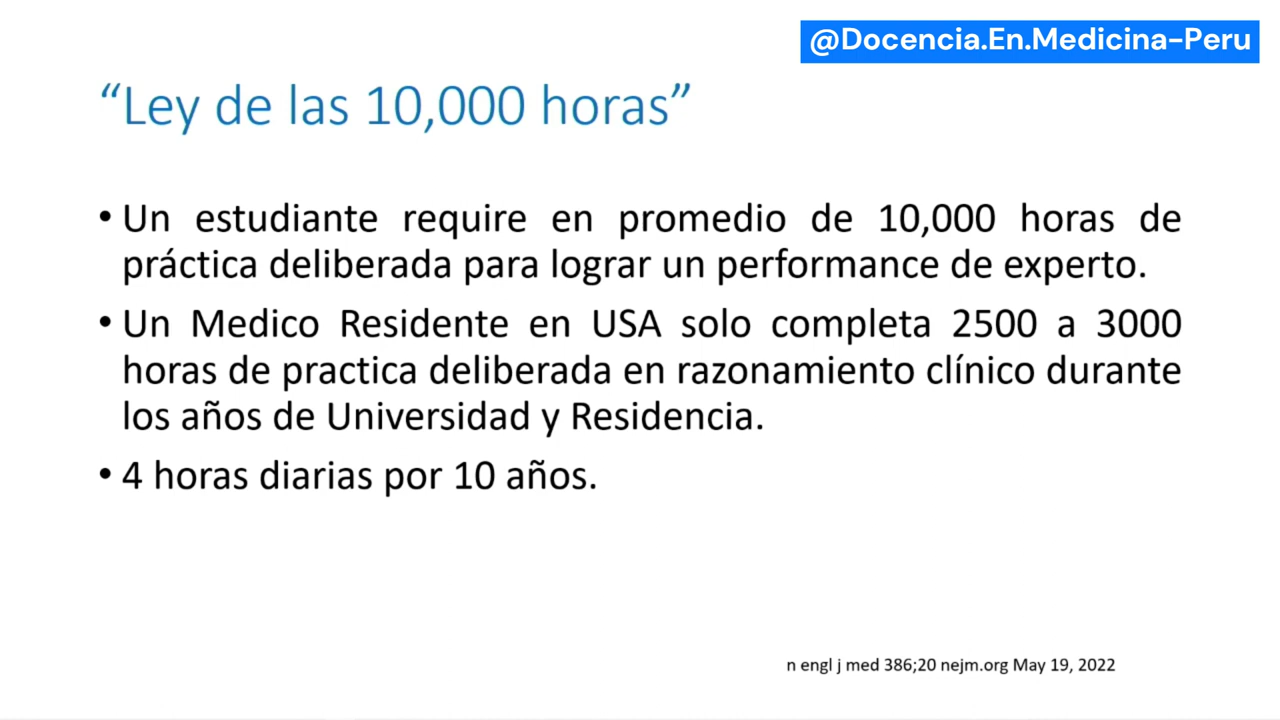 @Docencia.En.Medicina-Peru
“Ley de las 10,000 horas”
• Un estudiante require en promedio de 10,000 horas de
práctica deliberada para lograr un performance de experto.
• Un Medico Residente en USA solo completa 2500 a 3000
horas de practica deliberada en razonamiento clínico durante
los años de Universidad y Residencia.
• 4 horas diarias por 10 años.
n engl j med 386;20 nejm.org May 19, 2022